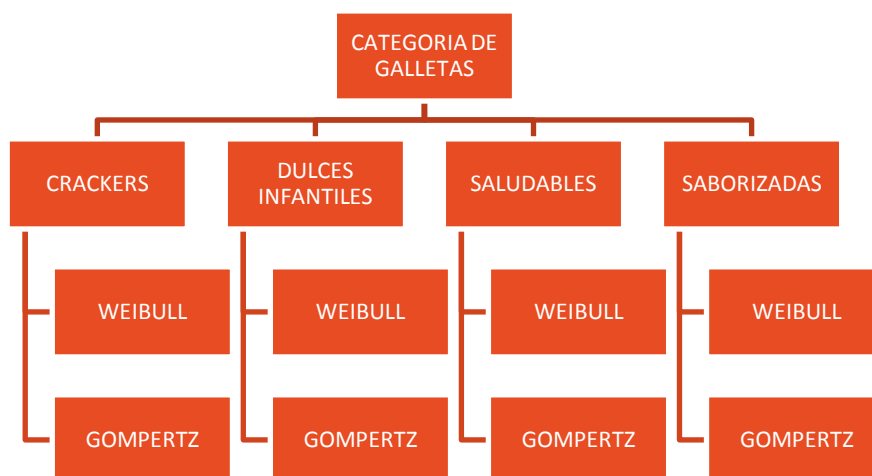 CATEGORIA DE
GALLETAS
CRACKERS
DULCES
INFANTILES
SALUDABLES
SABORIZADAS
WEIBULL
WEIBULL
WEIBULL
WEIBULL
GOMPERTZ
GOMPERTZ
GOMPERTZ
GOMPERTZ